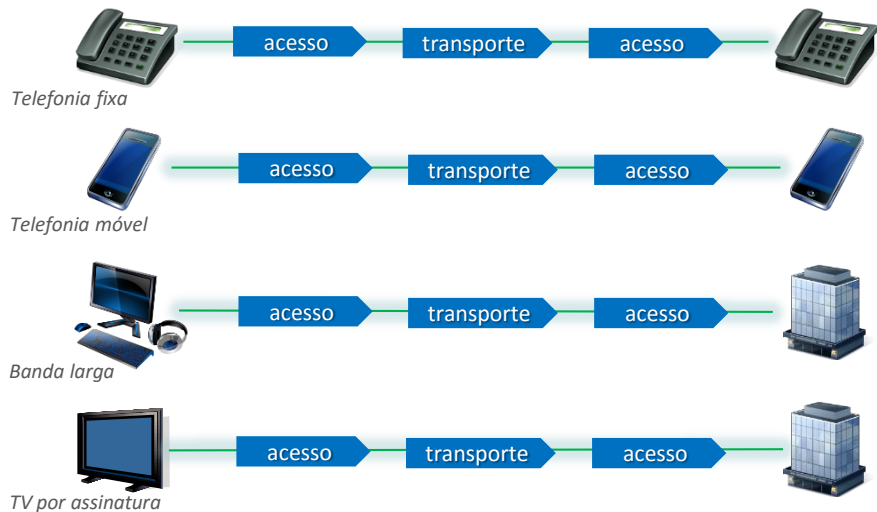 acesso transporte acesso
Telefonia fixa
acesso transporte acesso
Telefonia móvel
acesso transporte acesso
Banda larga
acesso transporte acesso
TV por assinatura